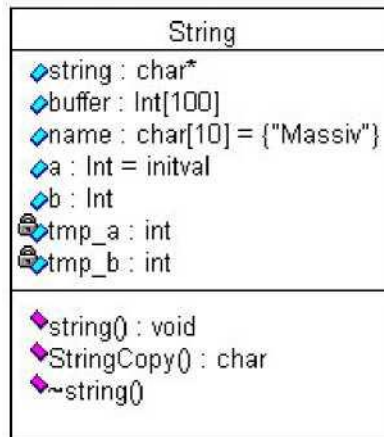 String
string : char*
buffer : Int[100]
name : char[10] = {"Massiv"}
a : Int = initval
b : Int
tmp_a : int
tmp_b : int
string() : void
StringCopy() : char
~string()